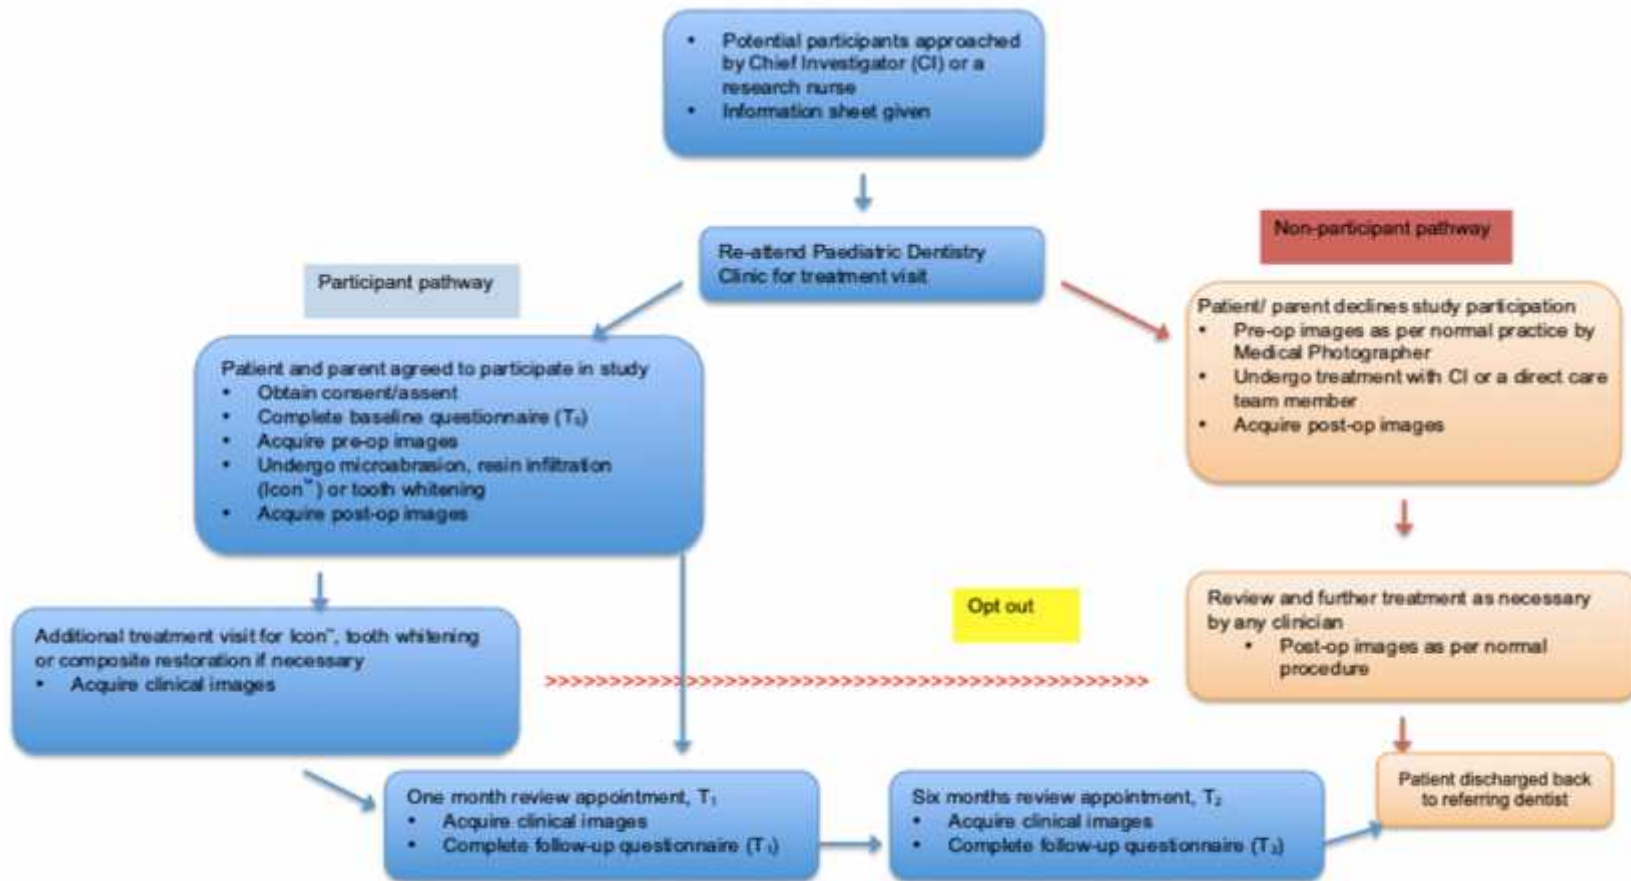 • Potential participants approached
by Chief Investigator (CI) or a
research nurse
• Information sheet given
Re-attend Paediatric Dentistry
Clinic for treatment visit
Non-participant pathway
Participant pathway
Patient/ parent declines study participation
• Pre-op images as per normal practice by
Medical Photographer
• Undergo treatment with CI or a direct care
team member
• Acquire post-op images
Patient and parent agreed to participate in study
• Obtain consent/assent
• Complete baseline questionnaire
• Acquire pre-op images
• Undergo microabrasion, resin infiltration
(Icon™) or tooth whitening
• Acquire post-op images
Opt out
Review and further treatment as necessary
by any clinician
• Post-op images as per normal
procedure
Additional treatment visit for Icon™, tooth whitening
or composite restoration if necessary
• Acquire clinical images
One month review appointment, T₁
• Acquire clinical images
• Complete follow-up questionnaire (T₁)
Six months review appointment, T₂
• Acquire clinical images
• Complete follow-up questionnaire
Patient discharged back
to referring dentist